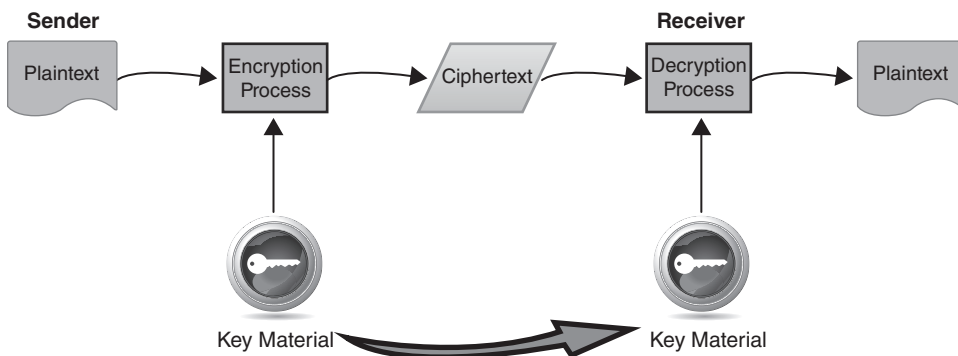 Sender
Receiver
Plaintext
Encryption
Process
Ciphertext
Decryption
Process
Plaintext
Key Material
Key Material